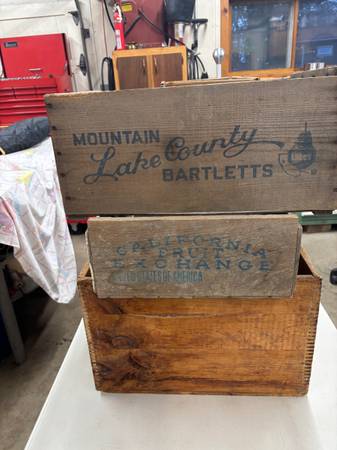 MOUNTAIN
Lake County
BARTLETTS
CALIFORNIA
FRUIT
EXCHANGE
UNITED STATES OF AMERICA